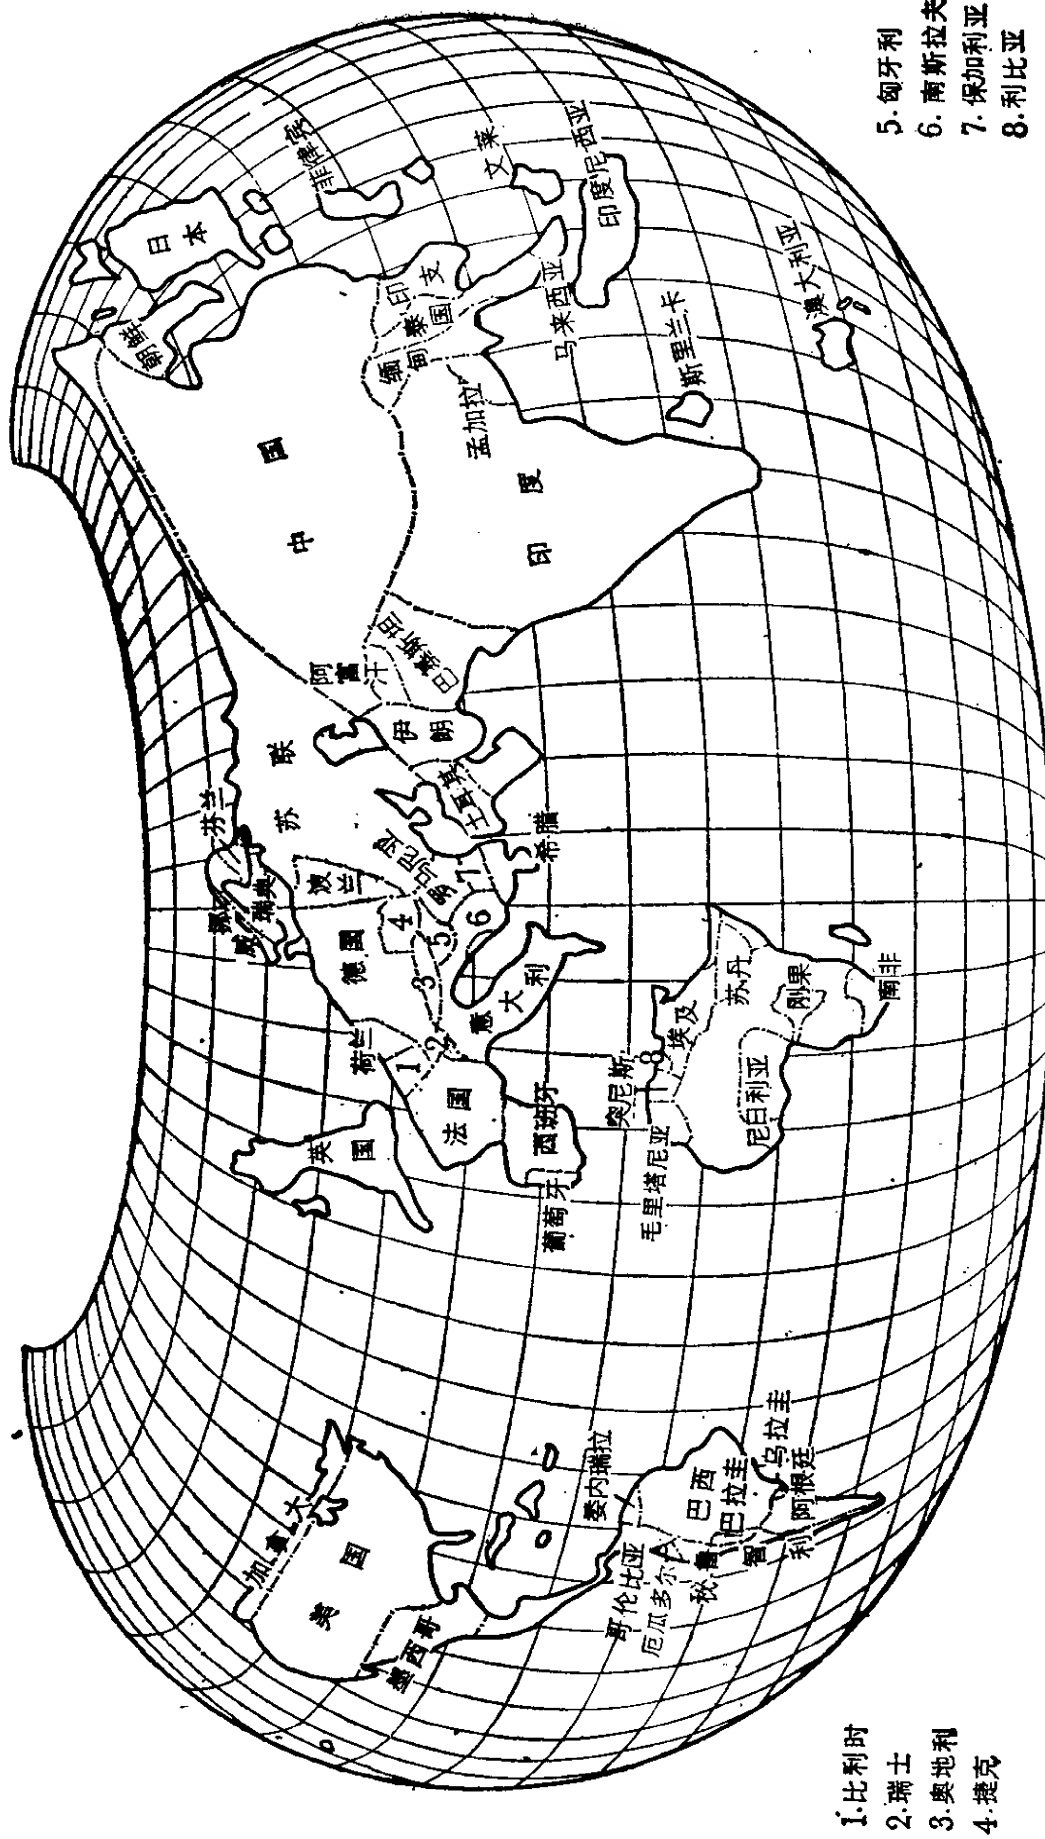 加拿大
美国
墨西哥
委内瑞拉
哥伦比亚
厄瓜多尔
秘鲁
巴西
巴拉圭
乌拉圭
智利
阿根廷
英国
荷兰
法国
西班牙
葡萄牙
挪威
瑞典
芬兰
德国
波兰
苏联
罗马尼亚
意大利
希腊
土耳其
伊朗
阿富汗
巴基斯坦
中国
印度
孟加拉
缅甸
泰国
印支
朝鲜
日本
菲律宾
文莱
马来西亚
印度尼西亚
斯里兰卡
澳大利亚
突尼斯
毛里塔尼亚
埃及
苏丹
尼日利亚
刚果
南非
1
2
3
4
5
6
7
8
1.比利时
2.瑞士
3.奥地利
4.捷克
5.匈牙利
6.南斯拉夫
7.保加利亚
8.利比亚